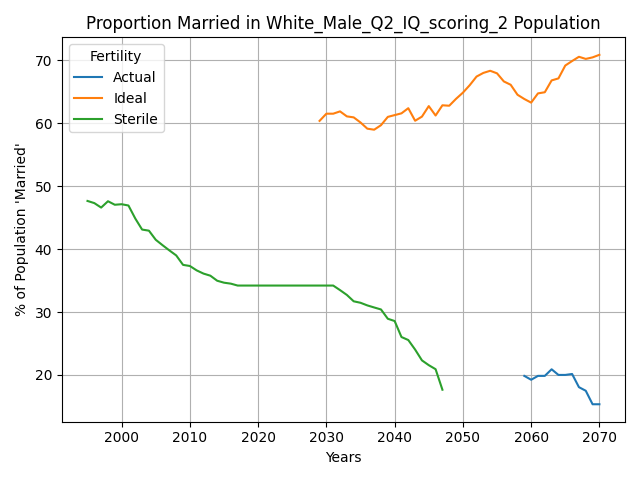 Proportion Married in White_Male_Q2_IQ_scoring_2 Population
Fertility
Actual
Ideal
Sterile
% of Population 'Married'
70
60
50
40
30
20
2000 2010 2020 2030 2040 2050 2060 2070
Years